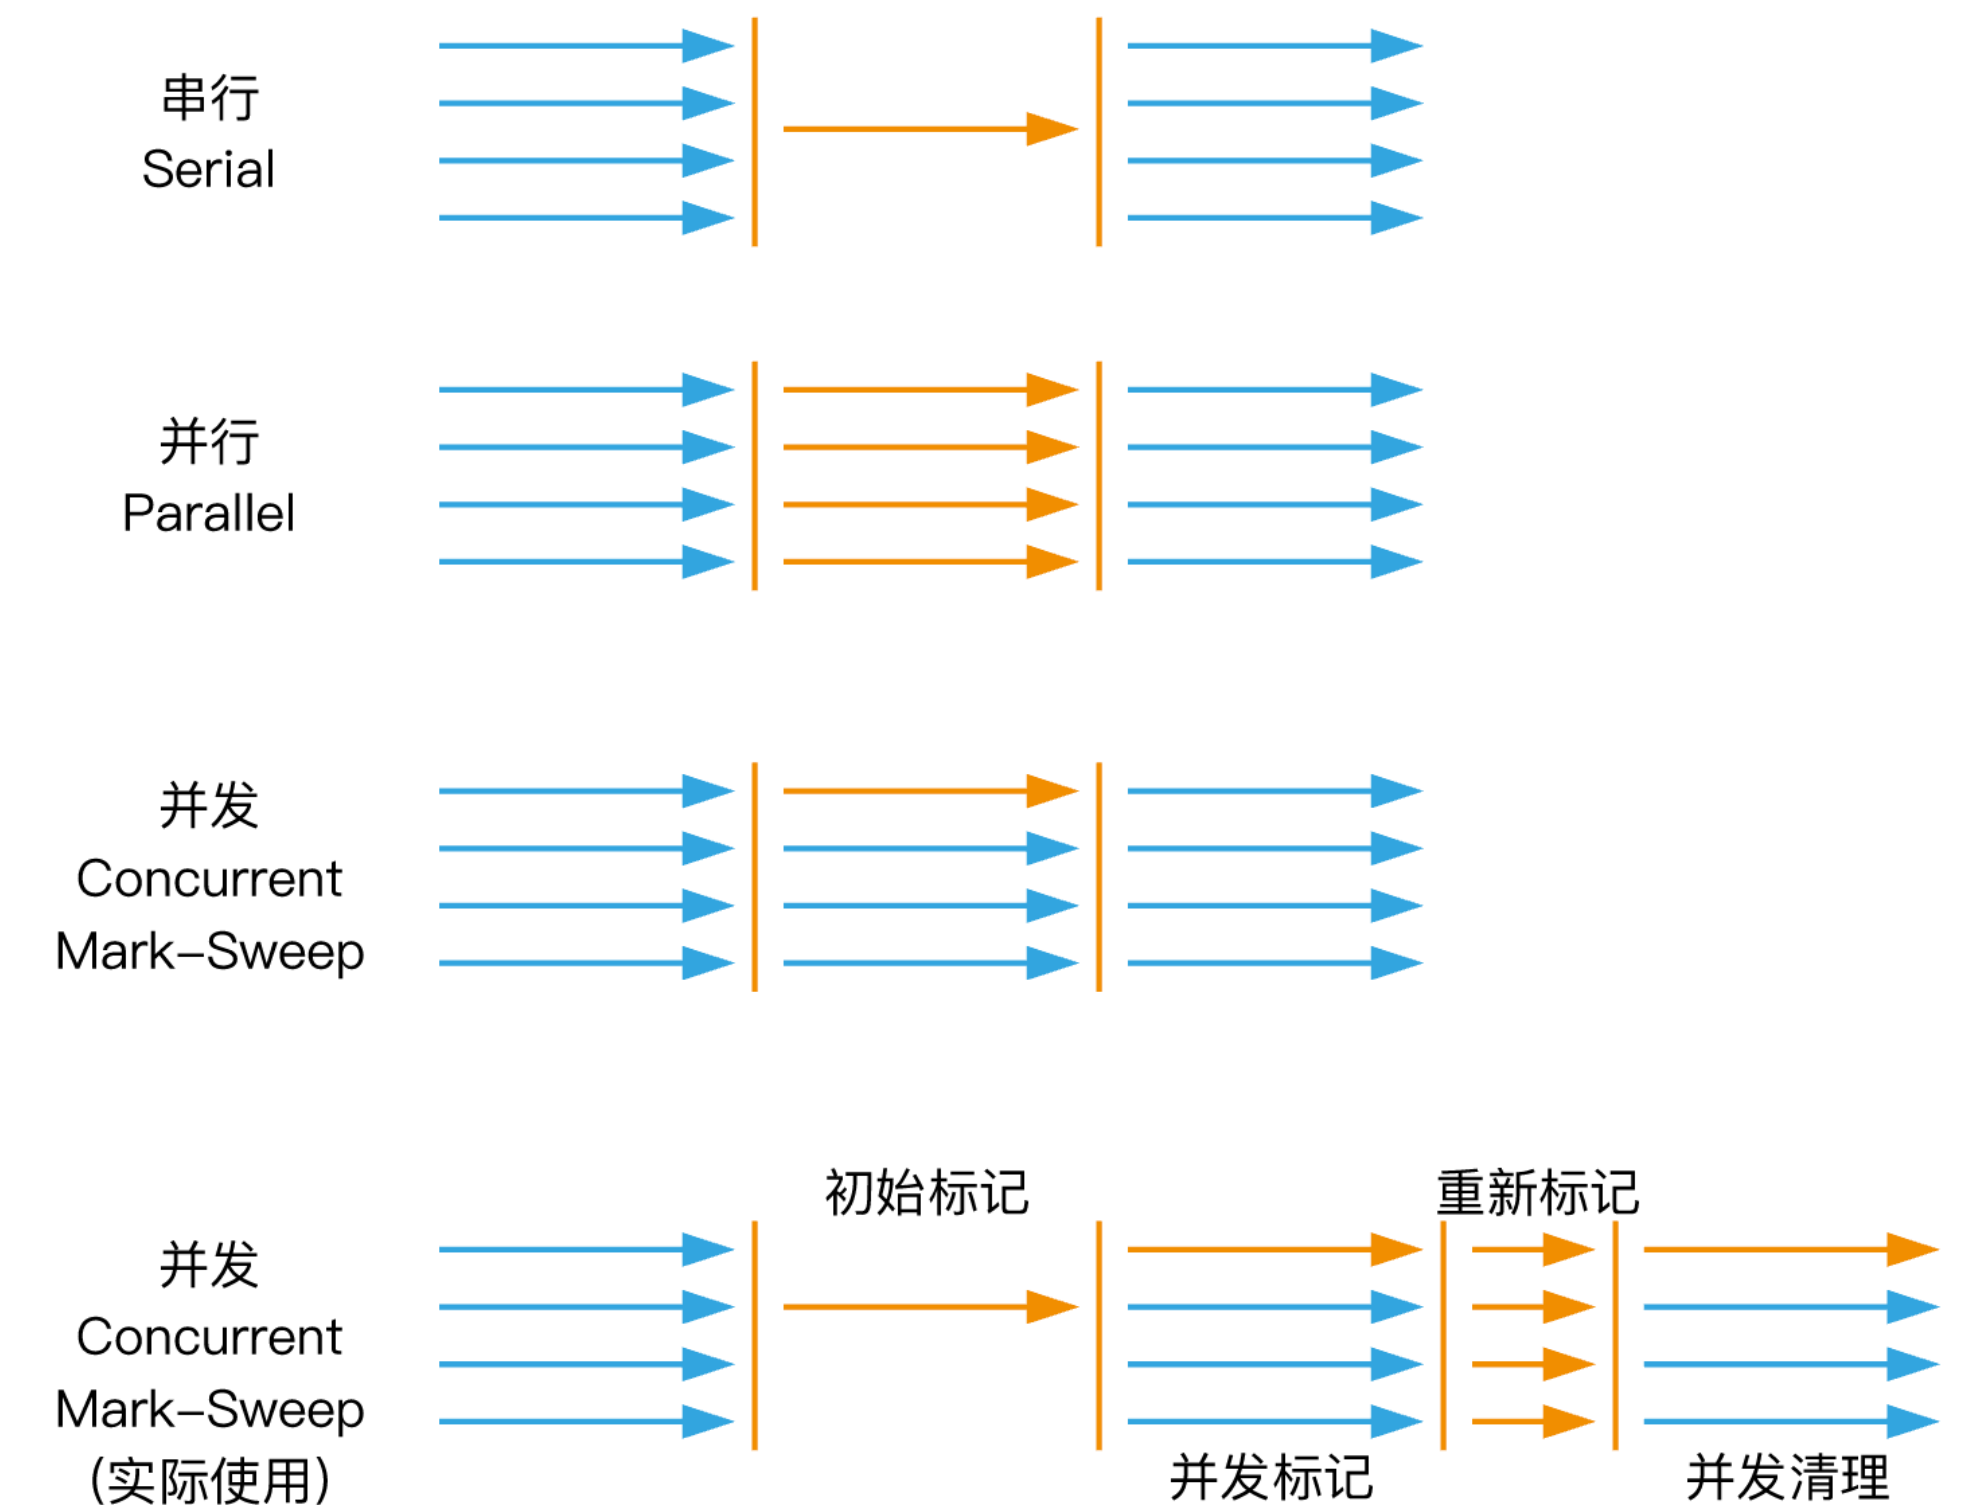 串行
Serial
并行
Parallel
并发
Concurrent
Mark–Sweep
初始标记
重新标记
并发
Concurrent
Mark–Sweep
(实际使用)
并发标记
并发清理